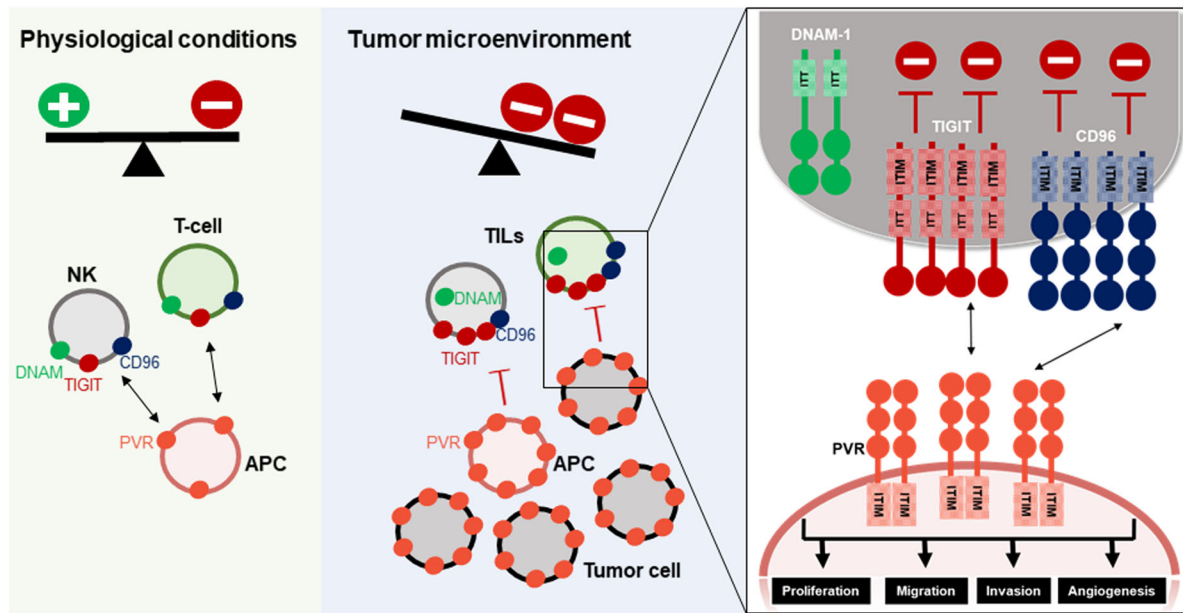 Physiological conditions
T-cell
NK
DNAM
TIGIT
CD96
PVR
APC
Tumor microenvironment
TILs
DNAM
CD96
TIGIT
PVR
APC
Tumor cell
DNAM-1
ITT
ITT
TIGIT
CD96
ITIM
ITIM
ITIM
ITIM
ITT
ITT
ITT
ITT
ITIM
ITIM
ITIM
ITIM
PVR
ITIM
ITIM
ITIM
ITIM
ITIM
ITIM
Proliferation
Migration
Invasion
Angiogenesis